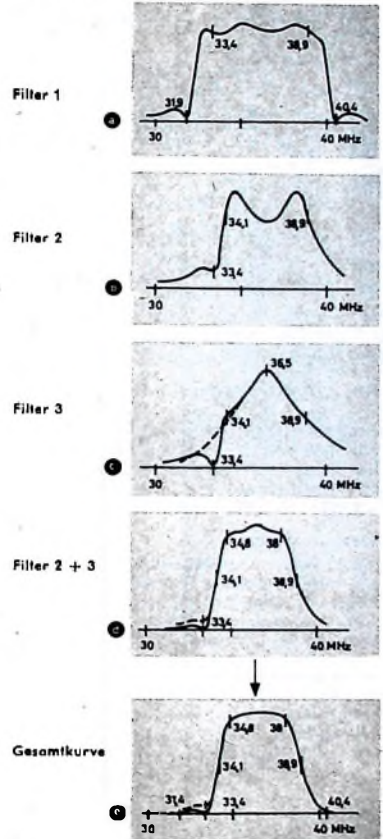 Filter 1
31,9
33,4
38,9
40,4
a
30
40 MHz
Filter 2
33,4
34,1
38,9
b
30
40 MHz
Filter 3
33,4
34,1
36,5
38,9
c
30
40 MHz
Filter 2 + 3
33,4
34,1
34,8
38
38,9
d
30
40 MHz
Gesamtkurve
31,4
33,4
34,1
34,8
38
38,9
40,4
e
30
40 MHz